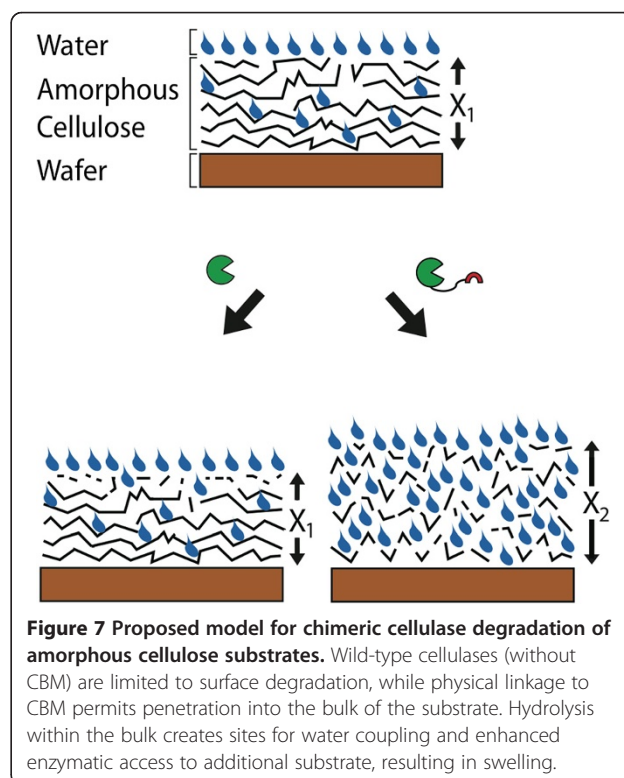 Water
Amorphous
Cellulose
X1
Wafer
X1
X2
Figure 7 Proposed model for chimeric cellulase degradation of
amorphous cellulose substrates. Wild-type cellulases (without
CBM) are limited to surface degradation, while physical linkage to
CBM permits penetration into the bulk of the substrate. Hydrolysis
within the bulk creates sites for water coupling and enhanced
enzymatic access to additional substrate, resulting in swelling.